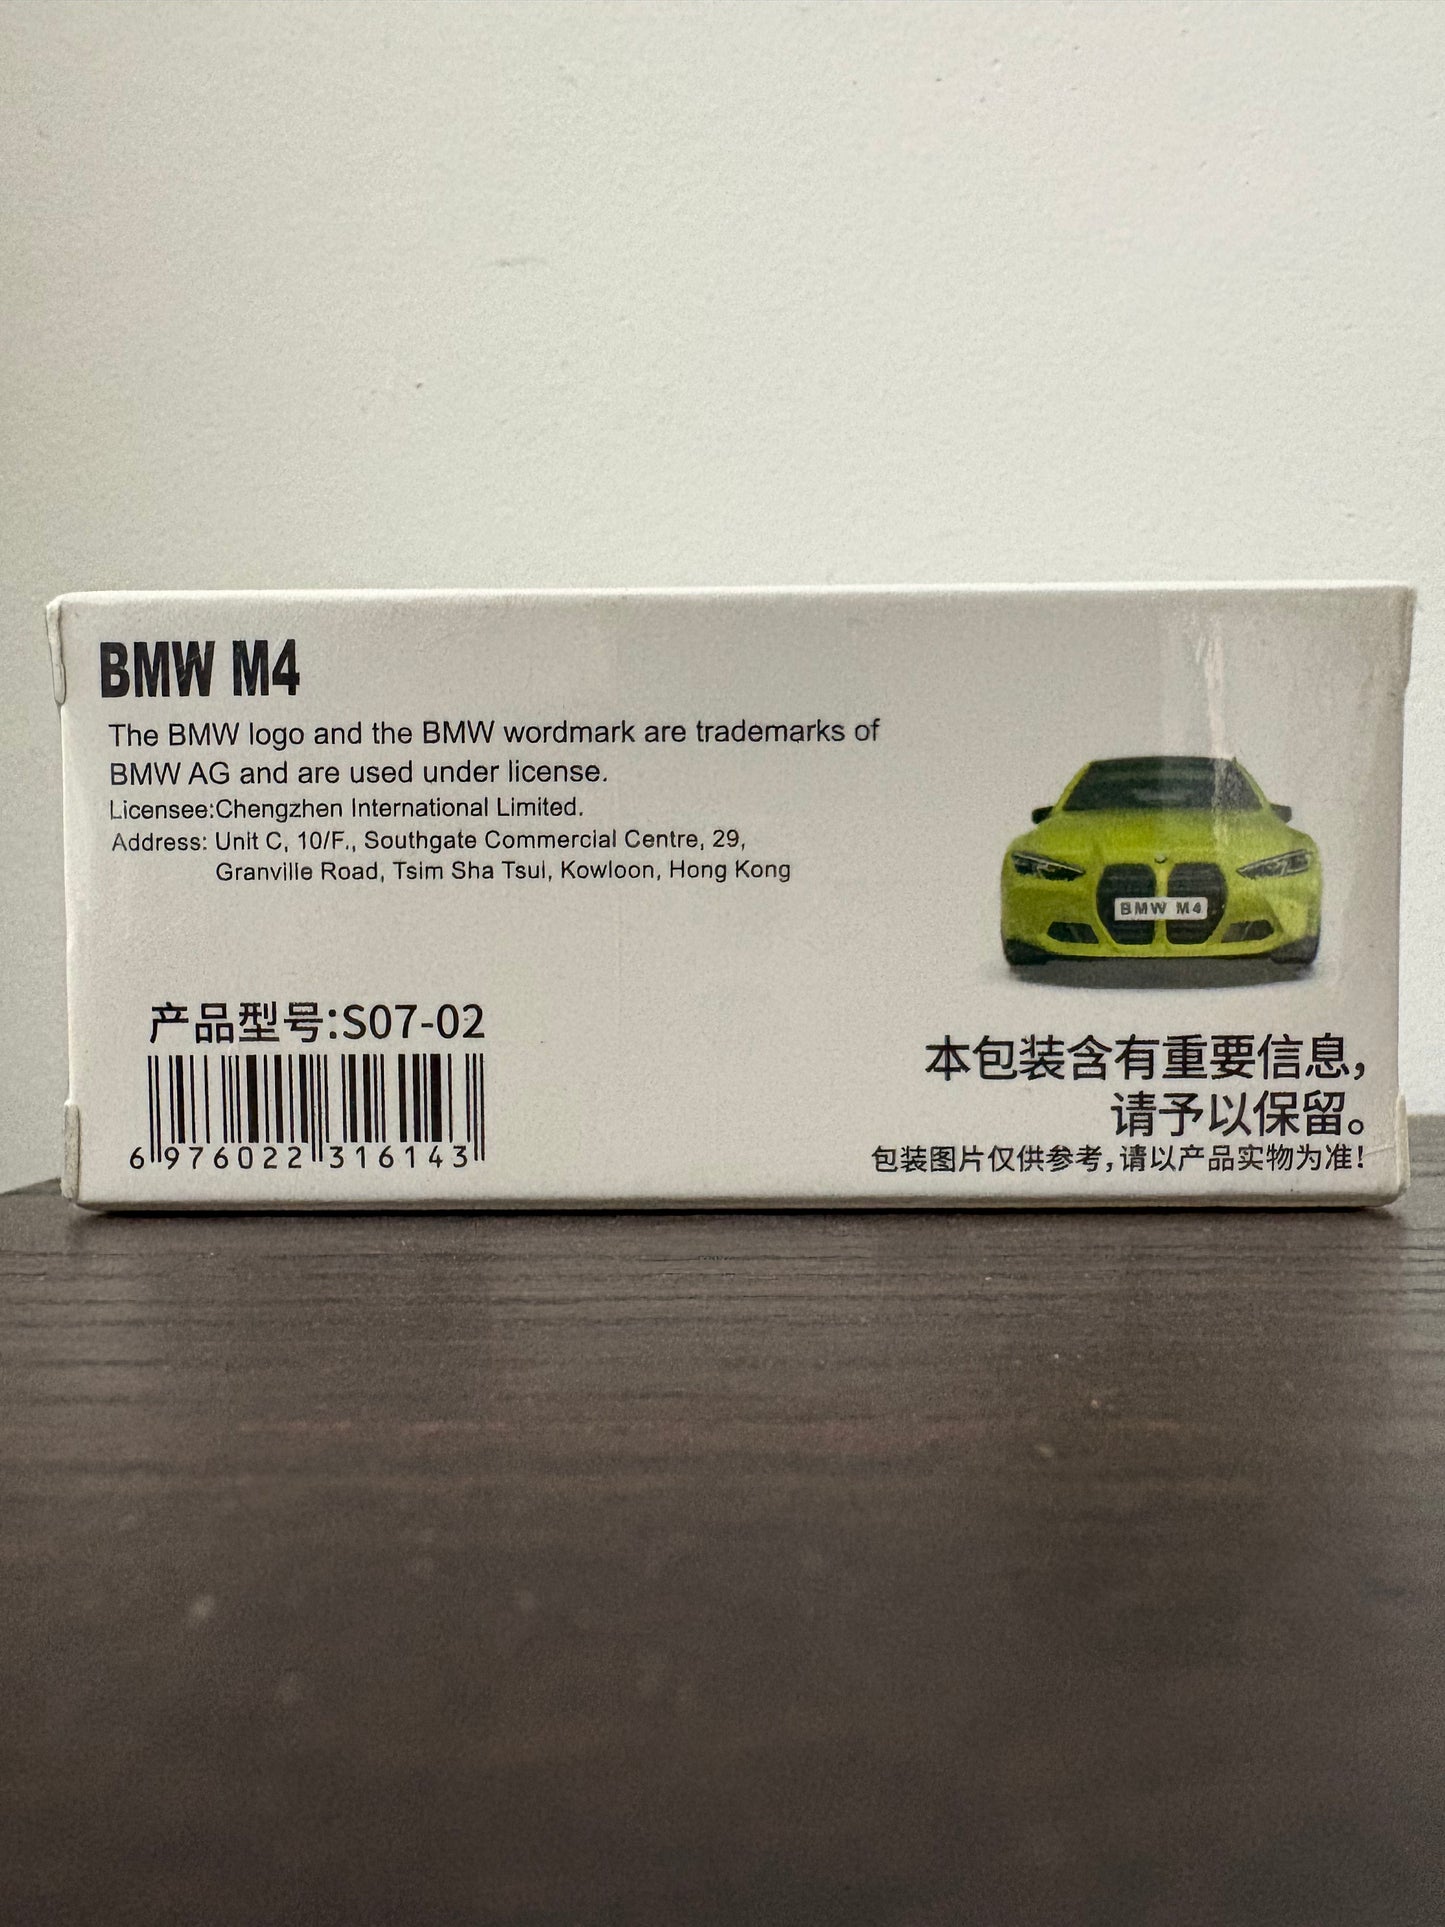 BMW M4
The BMW logo and the BMW wordmark are trademarks of
BMW AG and are used under license.
Licensee:Chengzhen International Limited.
Address: Unit C, 10/F., Southgate Commercial Centre, 29,
Granville Road, Tsim Sha Tsui, Kowloon, Hong Kong
BMW M4
产品型号:S07-02
6 976022 316143
本包装含有重要信息,
请予以保留。
包装图片仅供参考,请以产品实物为准!